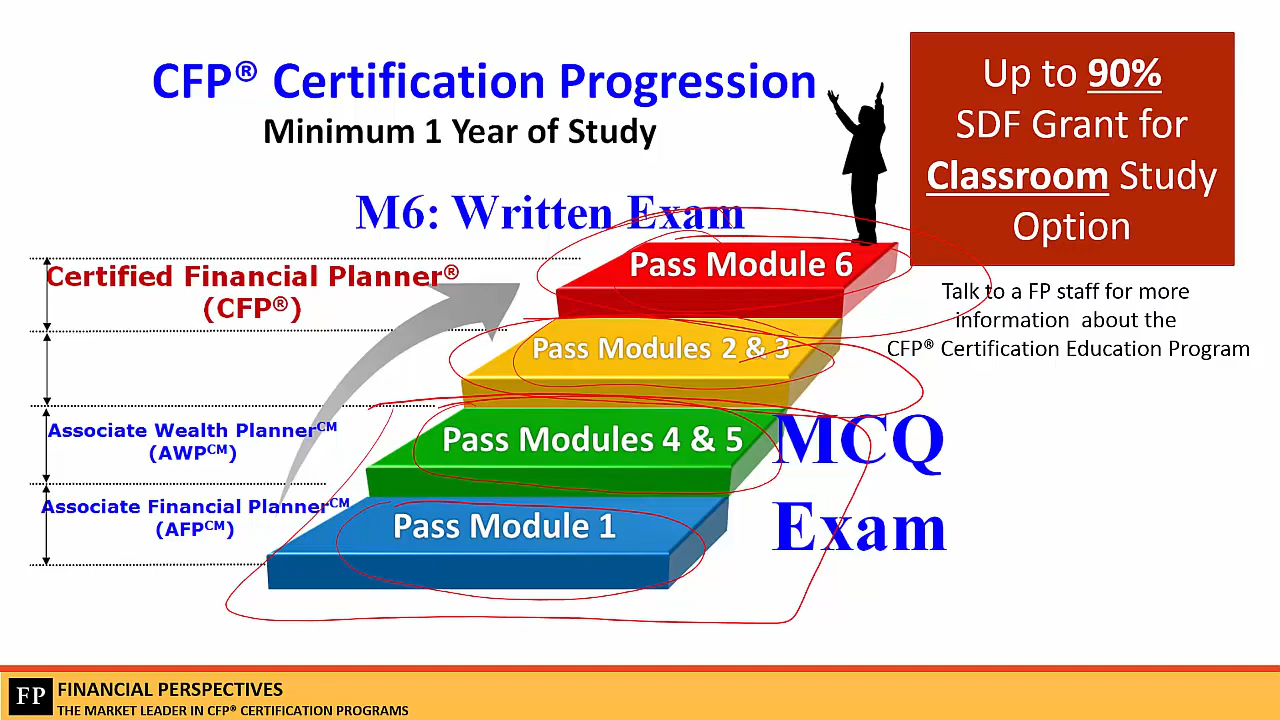 CFP® Certification Progression
Minimum 1 Year of Study
Up to 90%
SDF Grant for
Classroom Study
Option
M6: Written Exam
Pass Module 6
Certified Financial Planner®
(CFP®)
Talk to a FP staff for more
information about the
CFP® Certification Education Program
Pass Modules 2 & 3
Associate Wealth Planner℠
(AWP℠)
Pass Modules 4 & 5
MCQ
Exam
Associate Financial Planner℠
(AFP℠)
Pass Module 1
FP
FINANCIAL PERSPECTIVES
THE MARKET LEADER IN CFP® CERTIFICATION PROGRAMS